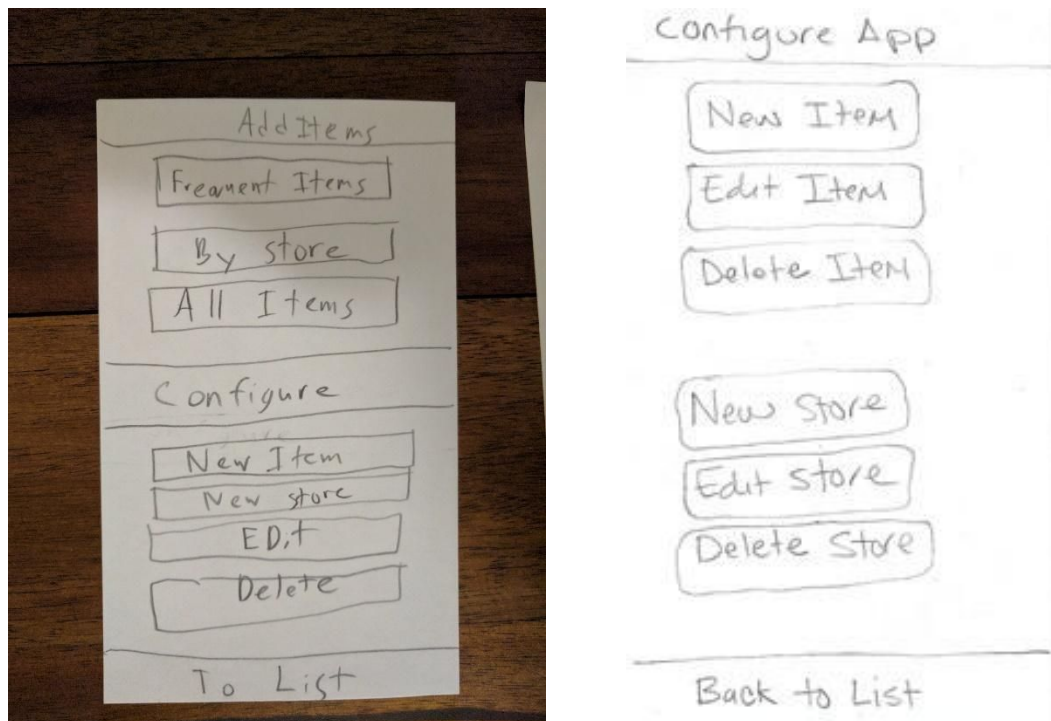 Add Items
Frequent Items
By store
All Items
Configure
New Item
New store
EDit
Delete
To List
Configure App
New Item
Edit Item
Delete Item
New Store
Edit Store
Delete Store
Back to List